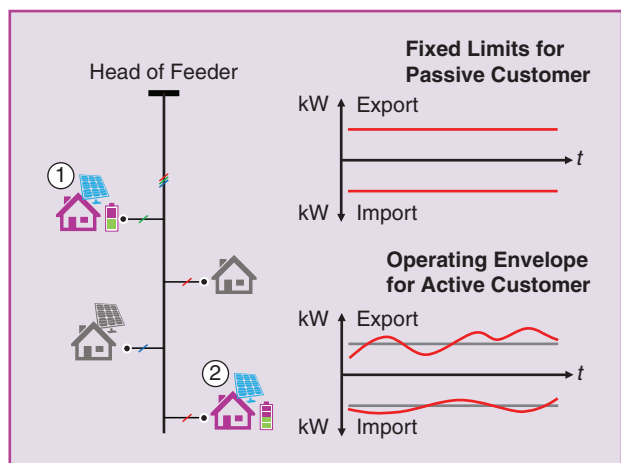 Head of Feeder
1
2
Fixed Limits for
Passive Customer
kW Export
t
kW Import
Operating Envelope
for Active Customer
kW Export
t
kW Import